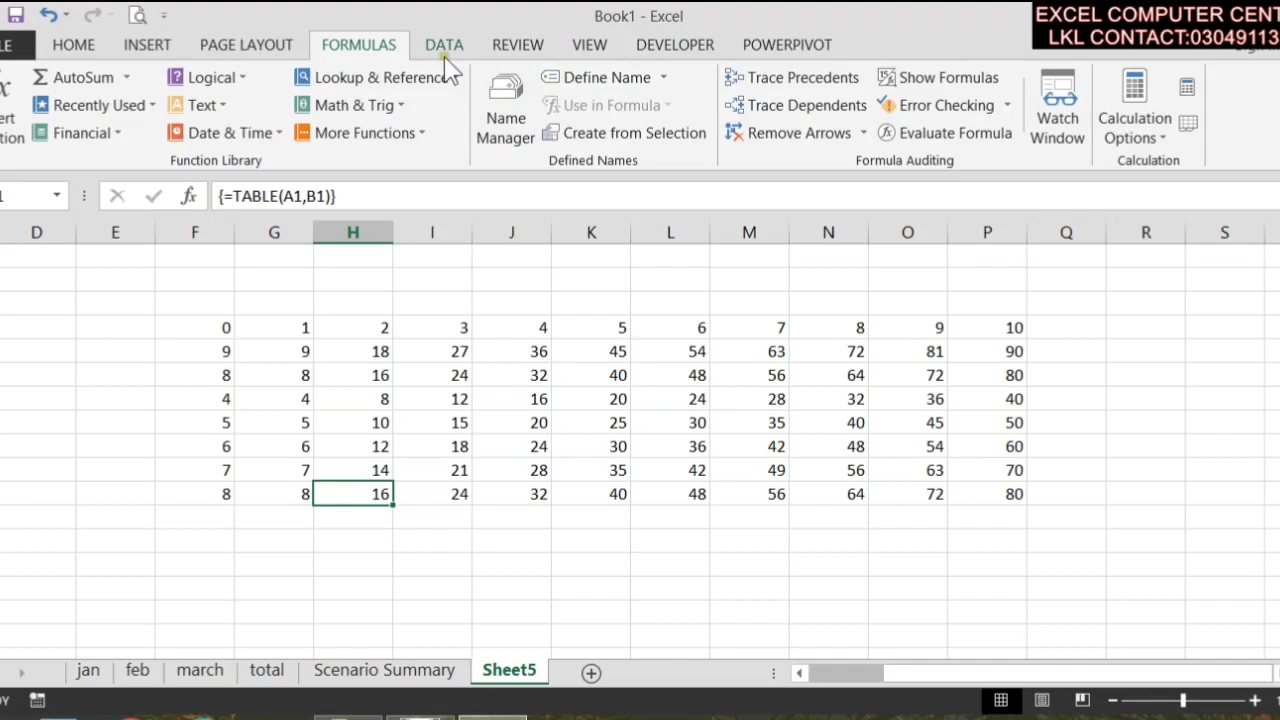 Book1 - Excel
EXCEL COMPUTER CENT
LKL CONTACT:03049113
LE HOME INSERT PAGE LAYOUT FORMULAS DATA REVIEW VIEW DEVELOPER POWERPIVOT
AutoSum Logical Lookup & Referenc Define Name Trace Precedents Show Formulas
Recently Used Text Math & Trig Name Use in Formula Trace Dependents Error Checking Watch Calculation
Financial Date & Time More Functions Manager Create from Selection Remove Arrows Evaluate Formula Window Options
ert
tion
Function Library Defined Names Formula Auditing Calculation
1 fx {=TABLE(A1,B1)}
D E F G H I J K L M N O P Q R S
0 1 2 3 4 5 6 7 8 9 10
9 9 18 27 36 45 54 63 72 81 90
8 8 16 24 32 40 48 56 64 72 80
4 4 8 12 16 20 24 28 32 36 40
5 5 10 15 20 25 30 35 40 45 50
6 6 12 18 24 30 36 42 48 54 60
7 7 14 21 28 35 42 49 56 63 70
8 8 16 24 32 40 48 56 64 72 80
jan feb march total Scenario Summary Sheet5
DY